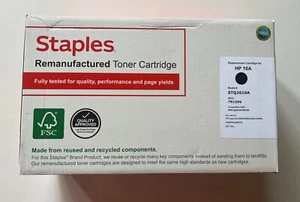 Staples
Remanufactured Toner Cartridge
Fully tested for quality, performance and page yields
Replacement Cartridge for
HP 10A
STQ2610A
FSC
QUALITY
APPROVED
Made from reused and recycled components
For this Staples® Brand Product, we reuse or recycle many key components instead of sending them to landfills.
Our remanufactured toner cartridges are designed to meet the same high standards as new cartridges.